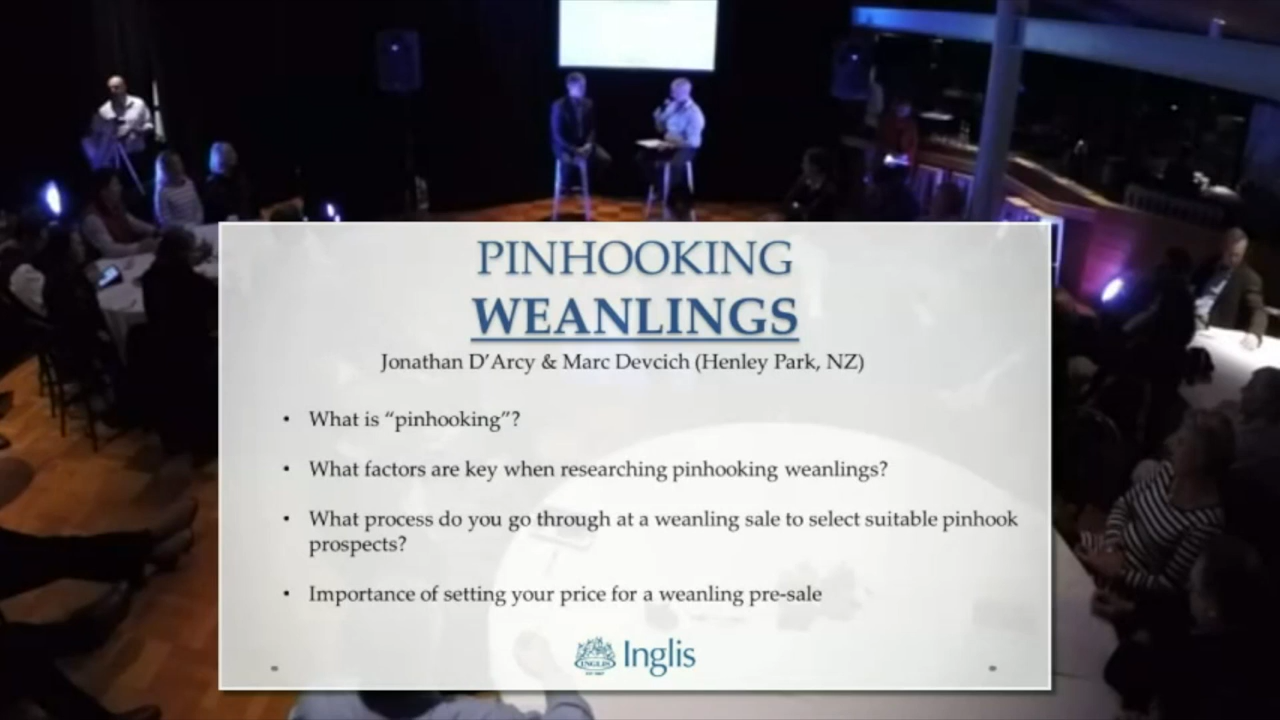 PINHOOKING
WEANLINGS
Jonathan D’Arcy & Marc Devcich (Henley Park, NZ)
• What is “pinhooking”?
• What factors are key when researching pinhooking weanlings?
• What process do you go through at a weanling sale to select suitable pinhook
prospects?
• Importance of setting your price for a weanling pre-sale
INGLIS
Inglis